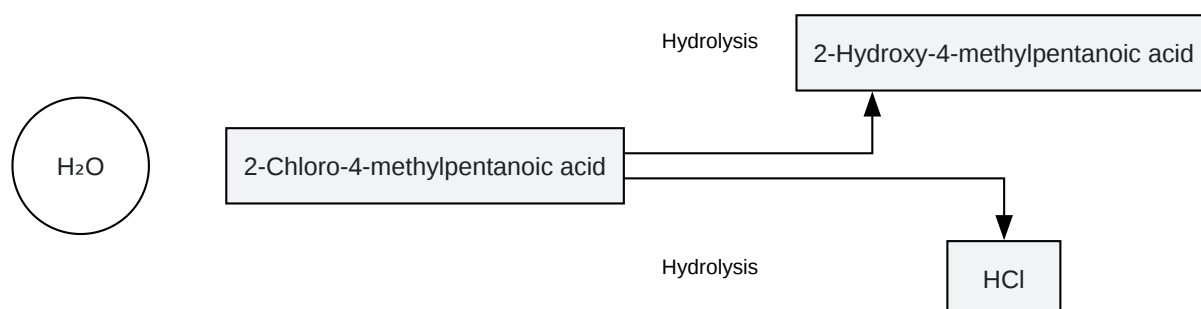 Hydrolysis
2-Hydroxy-4-methylpentanoic acid
H₂O
2-Chloro-4-methylpentanoic acid
Hydrolysis
HCl